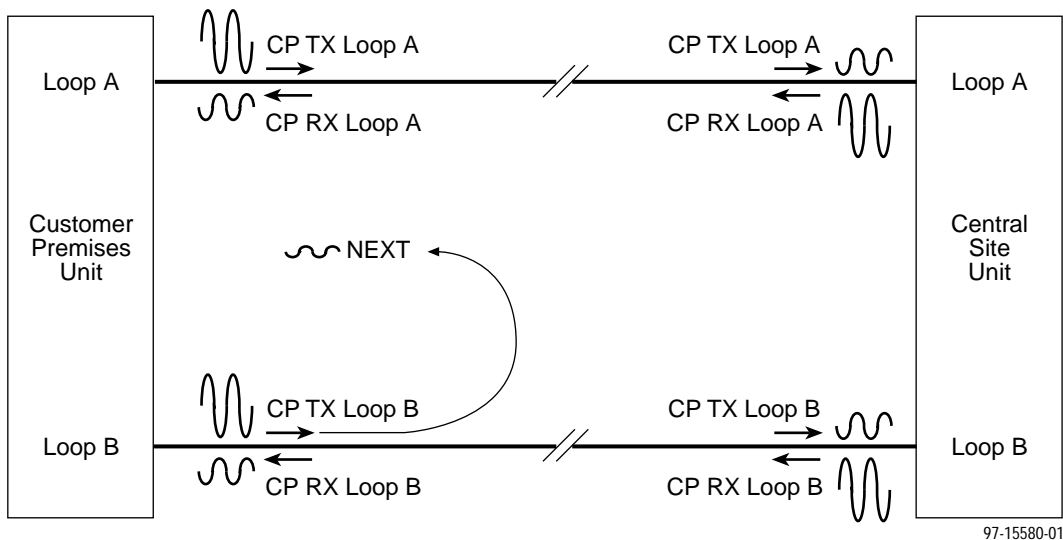 CP TX Loop A
CP TX Loop A
Loop A
Loop A
CP RX Loop A
CP RX Loop A
Customer
Premises
Unit
NEXT
Central
Site
Unit
CP TX Loop B
CP TX Loop B
Loop B
Loop B
CP RX Loop B
CP RX Loop B
97-15580-01